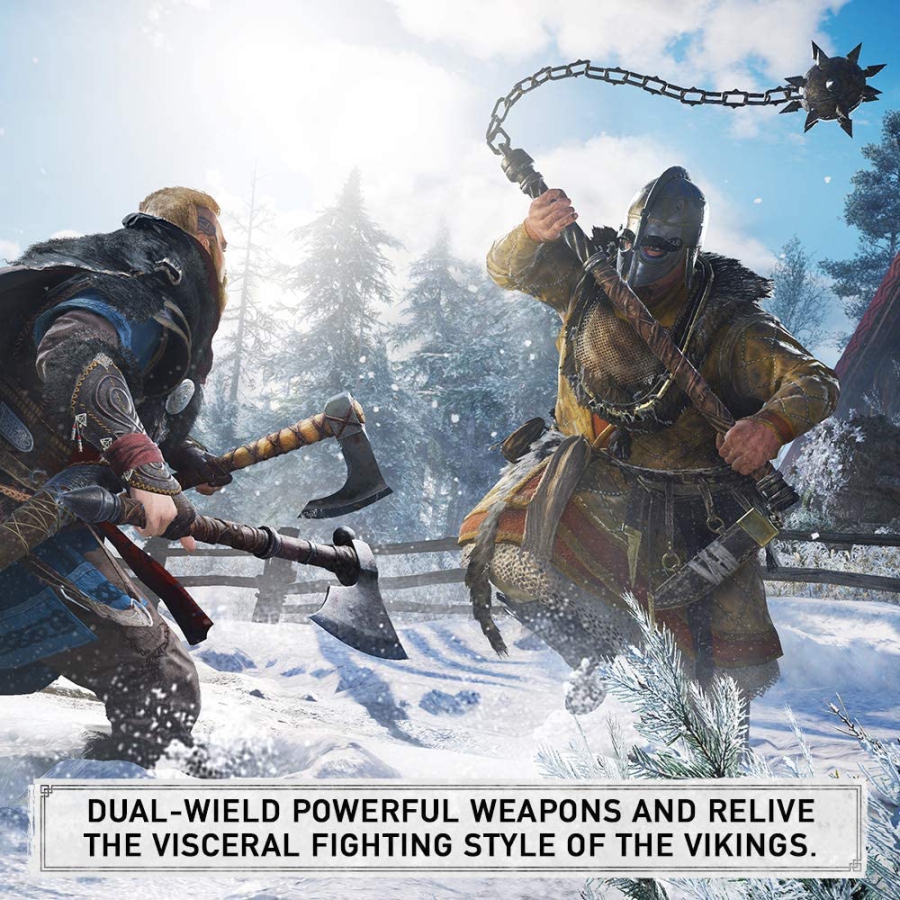 DUAL-WIELD POWERFUL WEAPONS AND RELIVE
THE VISCERAL FIGHTING STYLE OF THE VIKINGS.